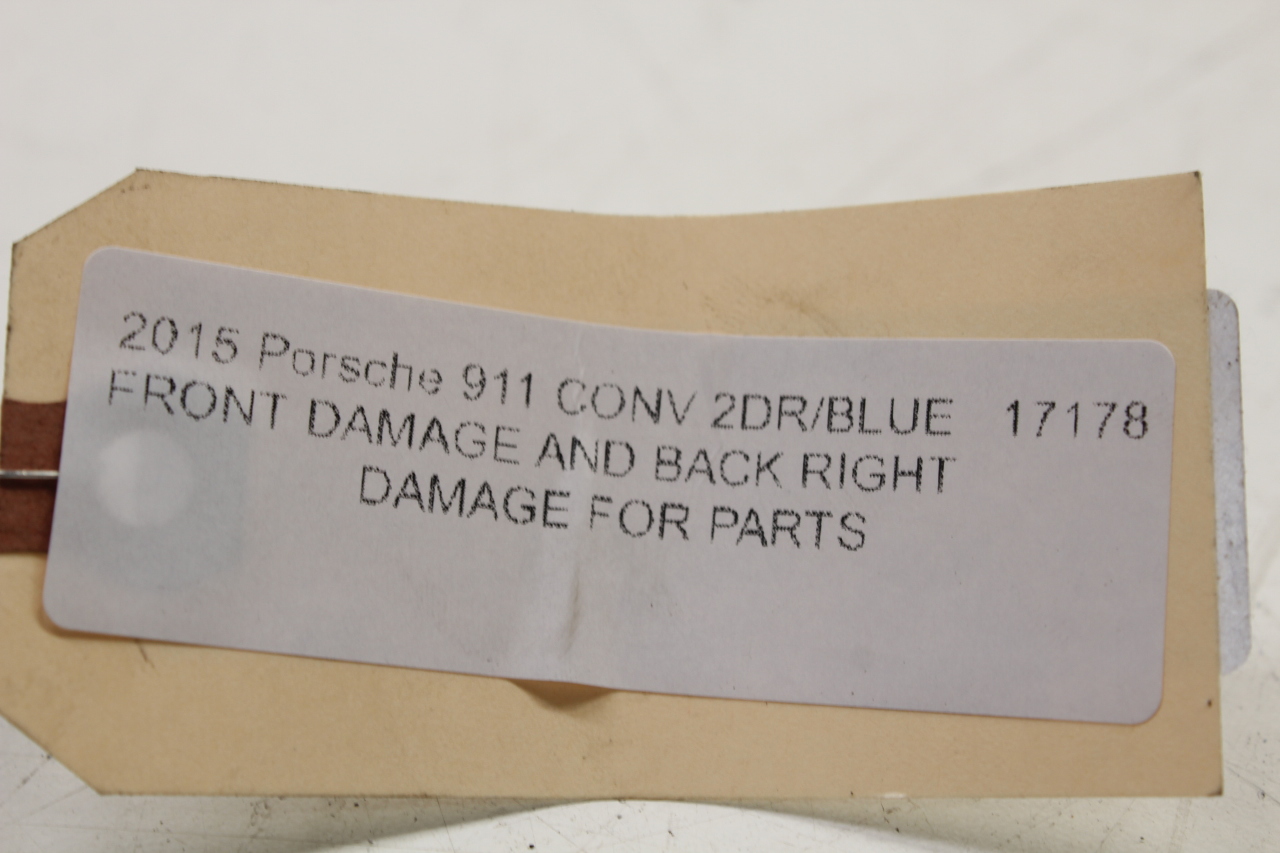 2015 Porsche 911 CONV 2DR/BLUE 17178
FRONT DAMAGE AND BACK RIGHT
DAMAGE FOR PARTS